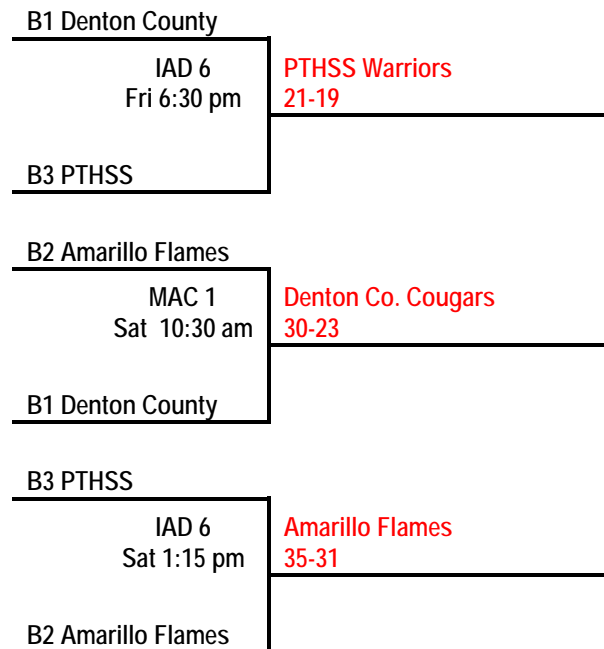 B1 Denton County
IAD 6 PTHSS Warriors
Fri 6:30 pm 21-19
B3 PTHSS
B2 Amarillo Flames
MAC 1 Denton Co. Cougars
Sat 10:30 am 30-23
B1 Denton County
B3 PTHSS
IAD 6 Amarillo Flames
Sat 1:15 pm 35-31
B2 Amarillo Flames